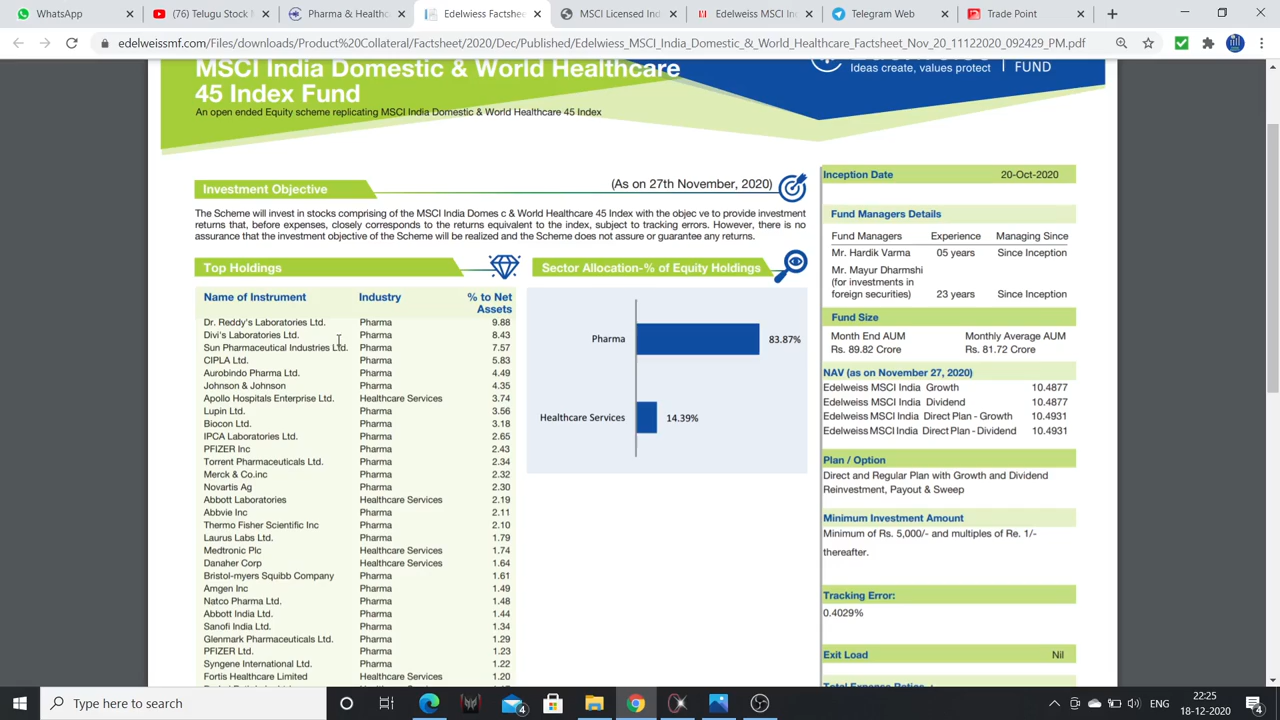 WhatsApp
(76) Telugu Stock M
Pharma & Healthc
Edelwiess Factshee
MSCI Licensed Ind
Edelweiss MSCI In
Telegram Web
Trade Point
edelweissmf.com/Files/downloads/Product%20Collateral/Factsheet/2020/Dec/Published/Edelwiess_MSCI_India_Domestic_&_World_Healthcare_Factsheet_Nov_20_11122020_092429_PM.pdf
MSCI India Domestic & World Healthcare
45 Index Fund
An open ended Equity scheme replicating MSCI India Domestic & World Healthcare 45 Index
Ideas create, values protect
FUND
Investment Objective
(As on 27th November, 2020)
The Scheme will invest in stocks comprising of the MSCI India Domes c & World Healthcare 45 Index with the objec ve to provide investment
returns that, before expenses, closely corresponds to the returns equivalent to the index, subject to tracking errors. However, there is no
assurance that the investment objective of the Scheme will be realized and the Scheme does not assure or guarantee any returns.
Top Holdings
Name of Instrument Industry % to Net
Assets
Dr. Reddy's Laboratories Ltd. Pharma 9.88
Divi's Laboratories Ltd. Pharma 8.43
Sun Pharmaceutical Industries Ltd. Pharma 7.57
CIPLA Ltd. Pharma 5.83
Aurobindo Pharma Ltd. Pharma 4.49
Johnson & Johnson Pharma 4.35
Apollo Hospitals Enterprise Ltd. Healthcare Services 3.74
Lupin Ltd. Pharma 3.56
Biocon Ltd. Pharma 3.18
IPCA Laboratories Ltd. Pharma 2.65
PFIZER Inc Pharma 2.43
Torrent Pharmaceuticals Ltd. Pharma 2.34
Merck & Co.inc Pharma 2.32
Novartis Ag Pharma 2.30
Abbott Laboratories Healthcare Services 2.19
Abbvie Inc Pharma 2.11
Thermo Fisher Scientific Inc Pharma 2.10
Laurus Labs Ltd. Pharma 1.79
Medtronic Plc Healthcare Services 1.74
Danaher Corp Healthcare Services 1.64
Bristol-myers Squibb Company Pharma 1.61
Amgen Inc Pharma 1.49
Natco Pharma Ltd. Pharma 1.48
Abbott India Ltd. Pharma 1.44
Sanofi India Ltd. Pharma 1.34
Glenmark Pharmaceuticals Ltd. Pharma 1.29
PFIZER Ltd. Pharma 1.23
Syngene International Ltd. Pharma 1.22
Fortis Healthcare Limited Healthcare Services 1.20
Sector Allocation-% of Equity Holdings
Pharma 83.87%
Healthcare Services 14.39%
Inception Date 20-Oct-2020
Fund Managers Details
Fund Managers Experience Managing Since
Mr. Hardik Varma 05 years Since Inception
Mr. Mayur Dharmshi
(for investments in
foreign securities) 23 years Since Inception
Fund Size
Month End AUM Monthly Average AUM
Rs. 89.82 Crore Rs. 81.72 Crore
NAV (as on November 27, 2020)
Edelweiss MSCI India Growth 10.4877
Edelweiss MSCI India Dividend 10.4877
Edelweiss MSCI India Direct Plan - Growth 10.4931
Edelweiss MSCI India Direct Plan - Dividend 10.4931
Plan / Option
Direct and Regular Plan with Growth and Dividend
Reinvestment, Payout & Sweep
Minimum Investment Amount
Minimum of Rs. 5,000/- and multiples of Re. 1/-
thereafter.
Tracking Error:
0.4029%
Exit Load Nil
Type here to search
4
22:25
18-12-2020
4